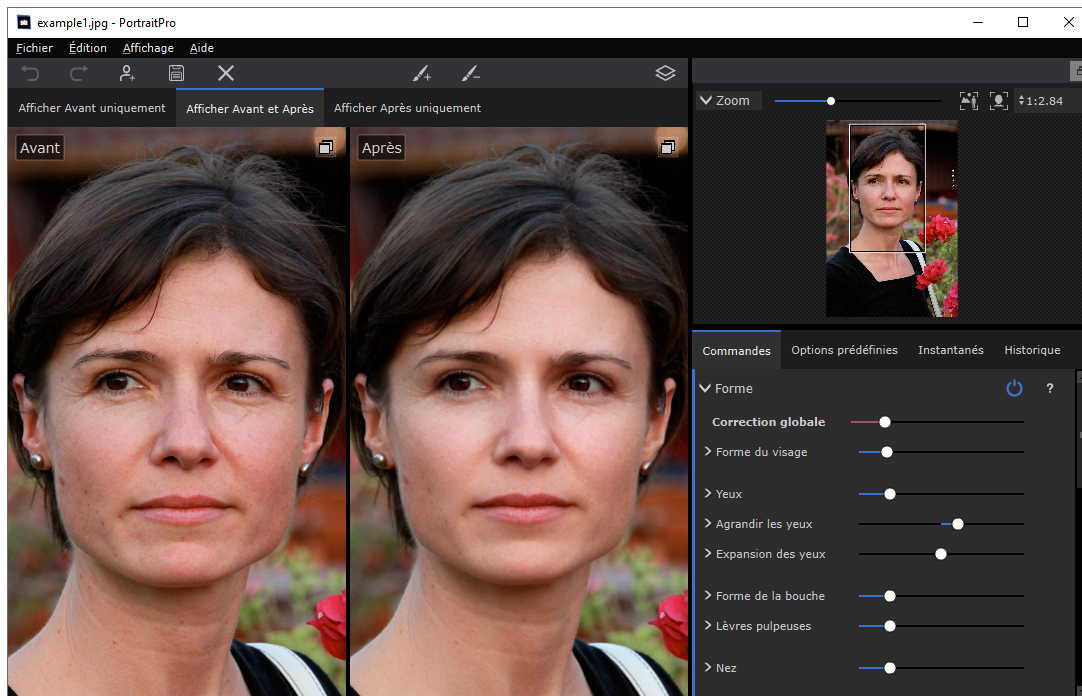 example1.jpg - PortraitPro
Fichier Édition Affichage Aide
Afficher Avant uniquement Afficher Avant et Après Afficher Après uniquement
Avant
Après
Zoom
1:2.84
Commandes Options prédéfinies Instantanés Historique
Forme ?
Correction globale
Forme du visage
Yeux
Agrandir les yeux
Expansion des yeux
Forme de la bouche
Lèvres pulpeuses
Nez